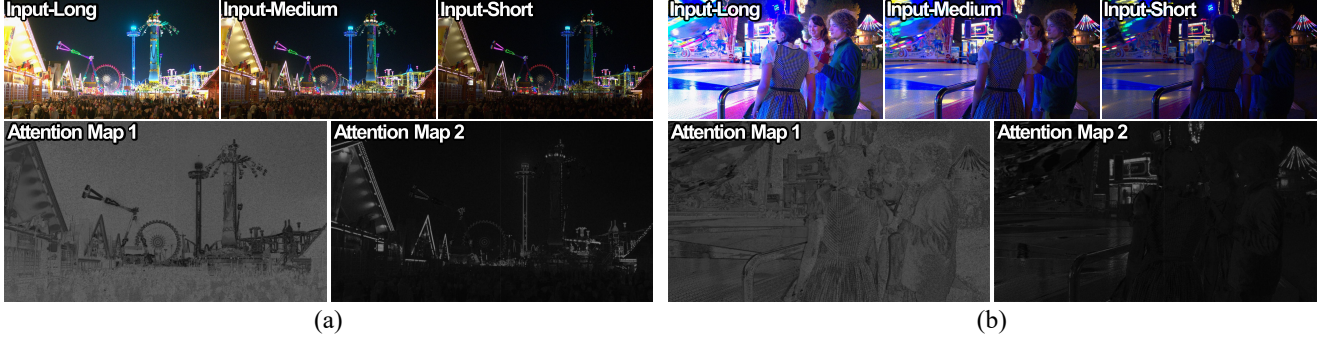 Input-Long Input-Medium Input-Short
Attention Map 1 Attention Map 2
(a)
Input-Long Input-Medium Input-Short
Attention Map 1 Attention Map 2
(b)